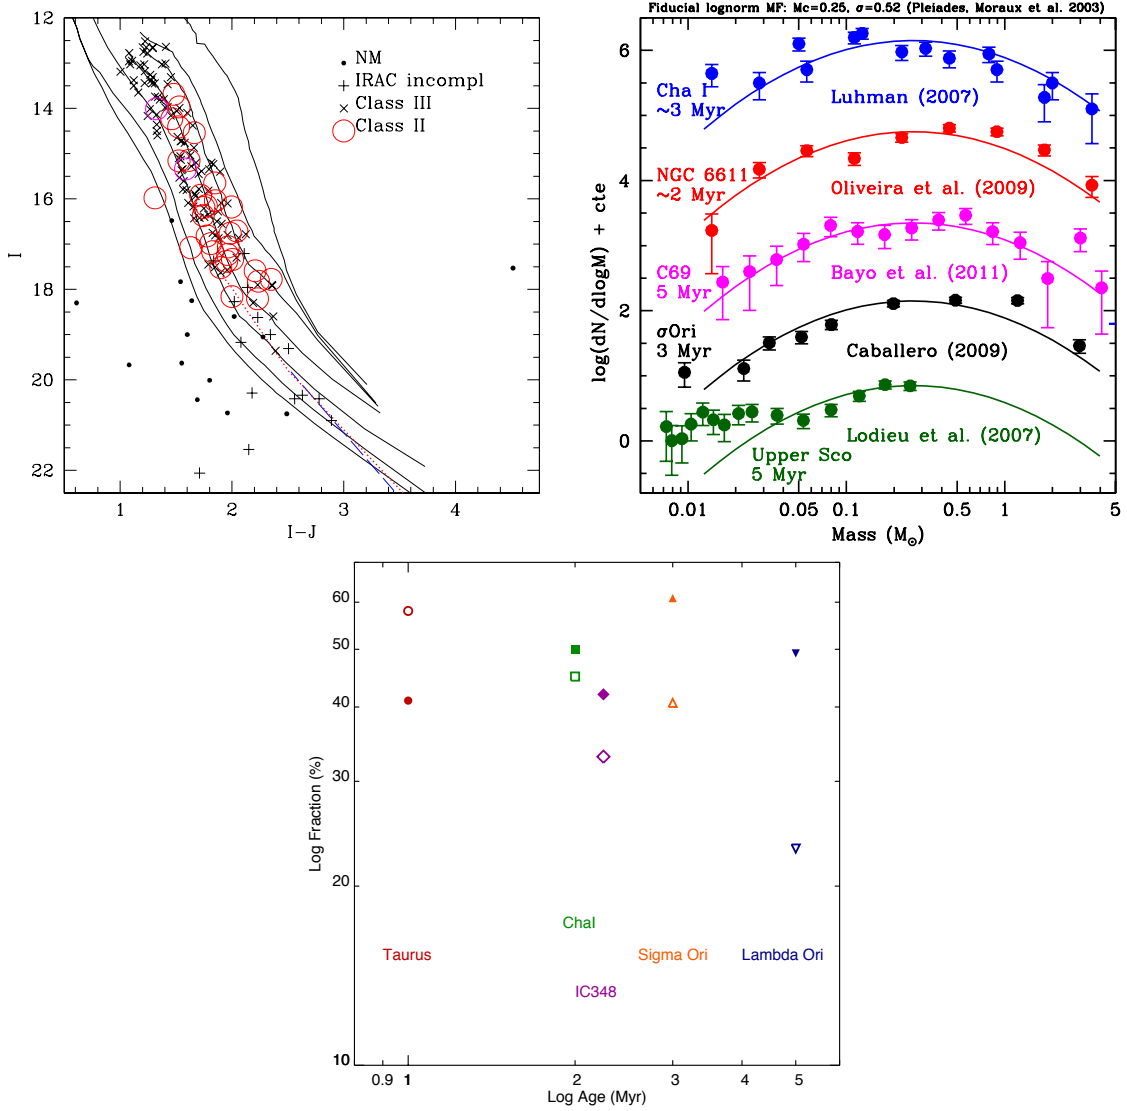 Fiducial lognorm MF: Mc=0.25, σ=0.52 (Pleiades, Moraux et al. 2003)
12
14
16
18
20
22
I
1
2
3
4
I−J
NM
IRAC incompl
Class III
Class II
6
4
2
0
log(dN/dlogM) + cte
Cha I
~3 Myr
Luhman (2007)
NGC 6611
~2 Myr
Oliveira et al. (2009)
C69
5 Myr
Bayo et al. (2011)
σOri
3 Myr
Caballero (2009)
Lodieu et al. (2007)
Upper Sco
5 Myr
0.01
0.05
0.1
0.5
1
5
Mass (M⊙)
60
50
40
30
20
10
Log Fraction (%)
ChaI
Taurus
Sigma Ori
Lambda Ori
IC348
0.9
1
2
3
4
5
Log Age (Myr)